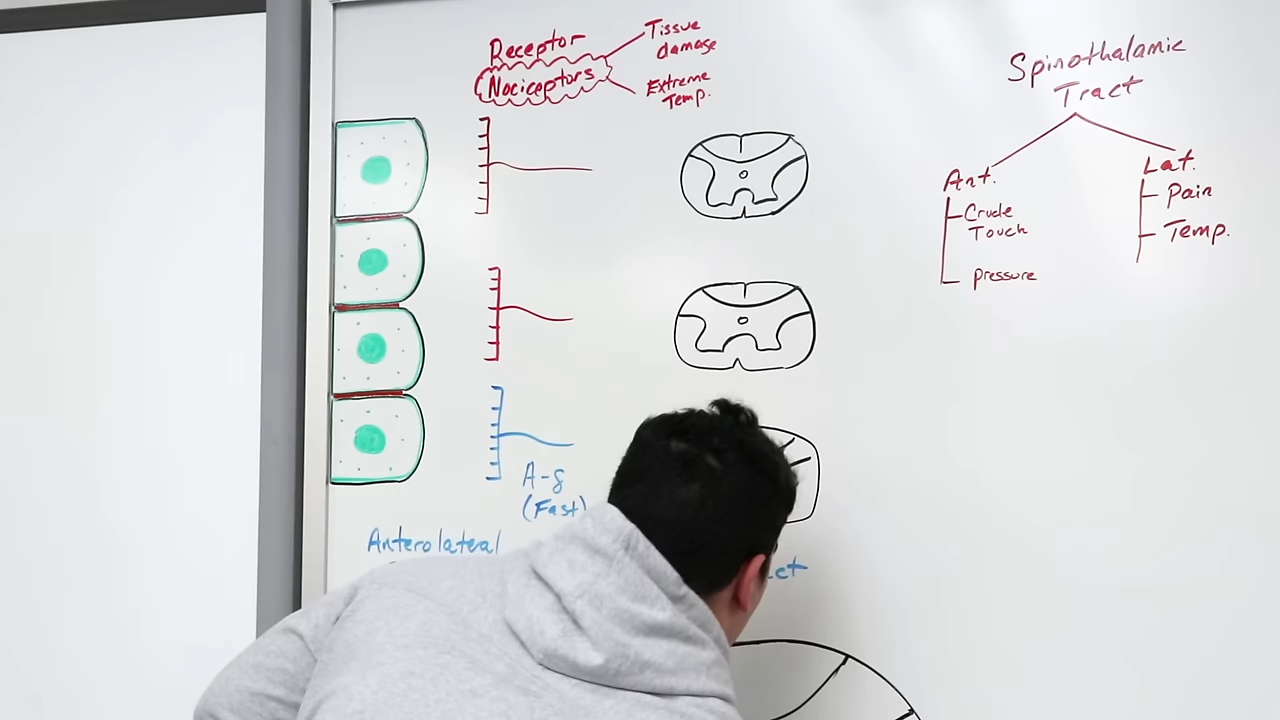 Receptor
Nociceptors
Tissue
damage
Extreme
Temp.
Spinothalamic
Tract
Ant.
Crude
Touch
Pressure
Lat.
Pain
Temp.
A-δ
(Fast)
Anterolateral